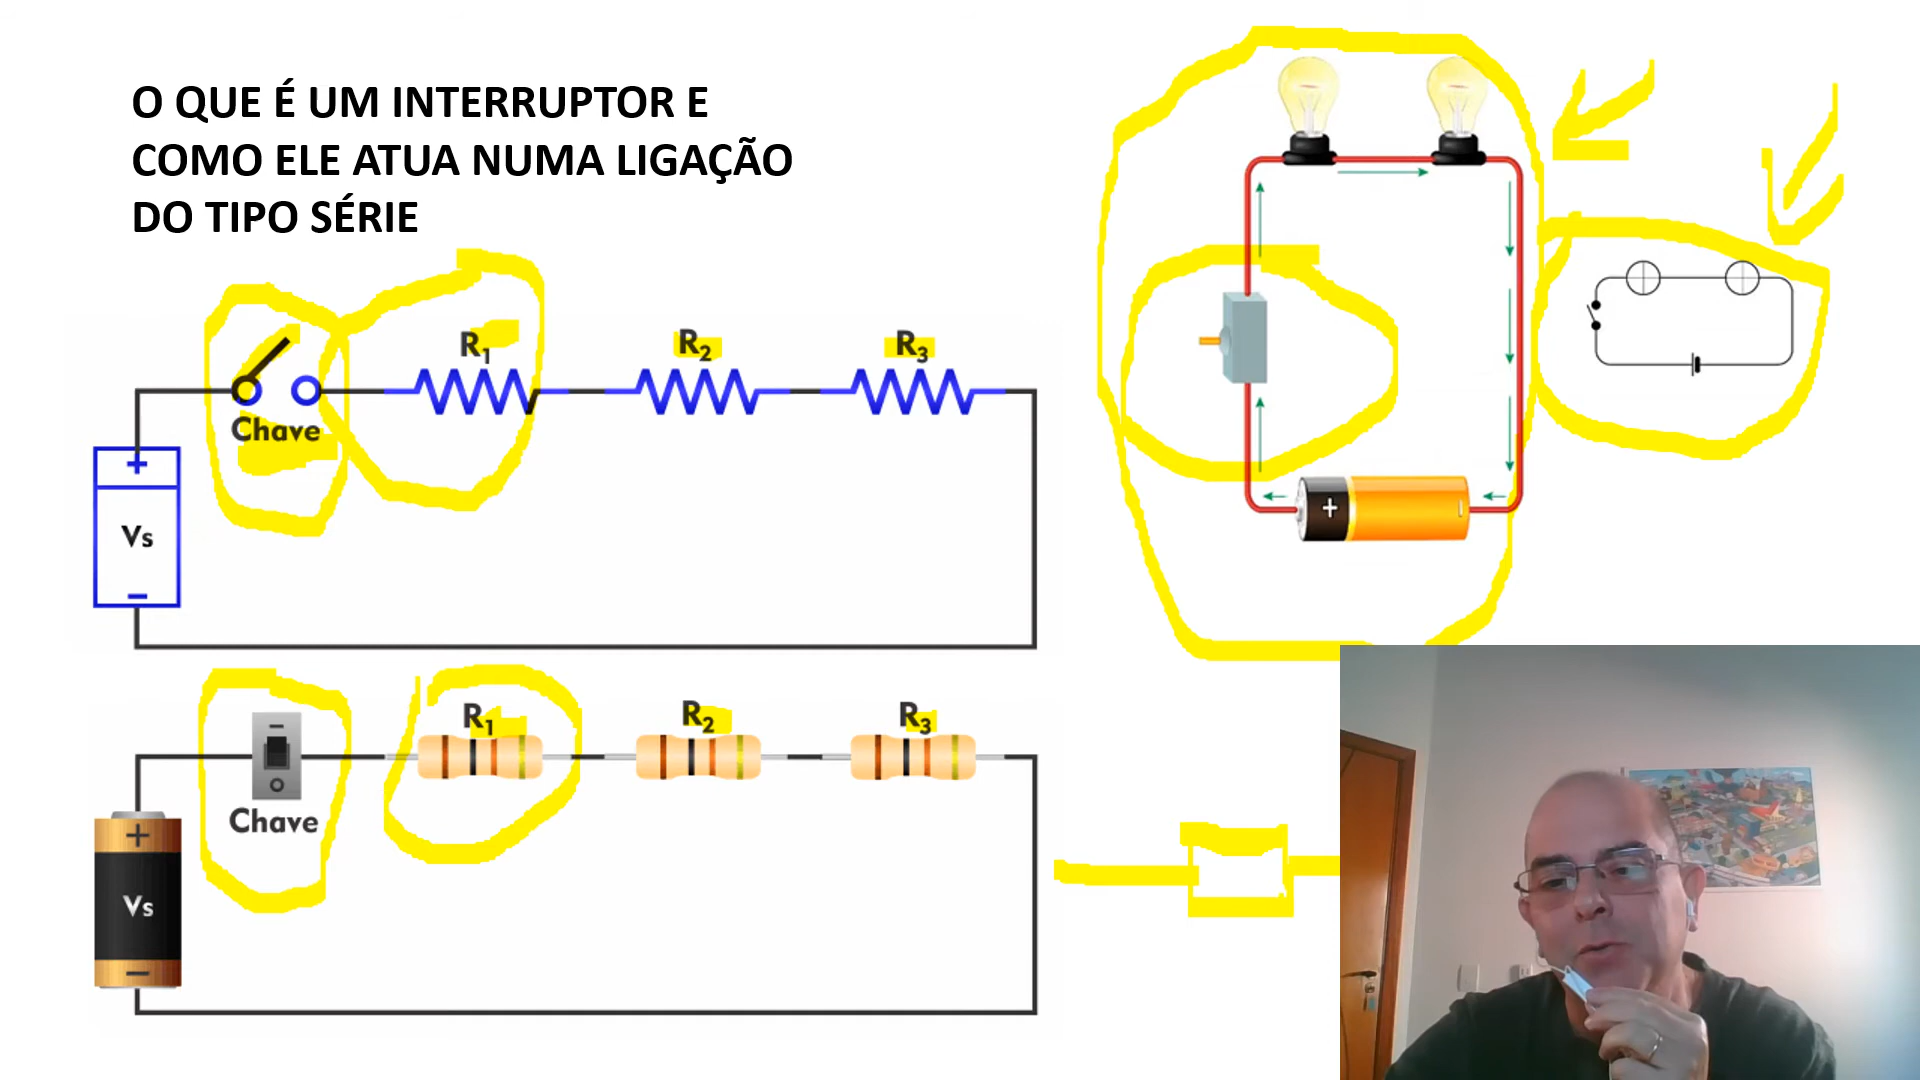 O QUE É UM INTERRUPTOR E
COMO ELE ATUA NUMA LIGAÇÃO
DO TIPO SÉRIE
R1
R2
R3
Chave
+
Vs
−
+
−
R1
R2
R3
Chave
+
Vs
−